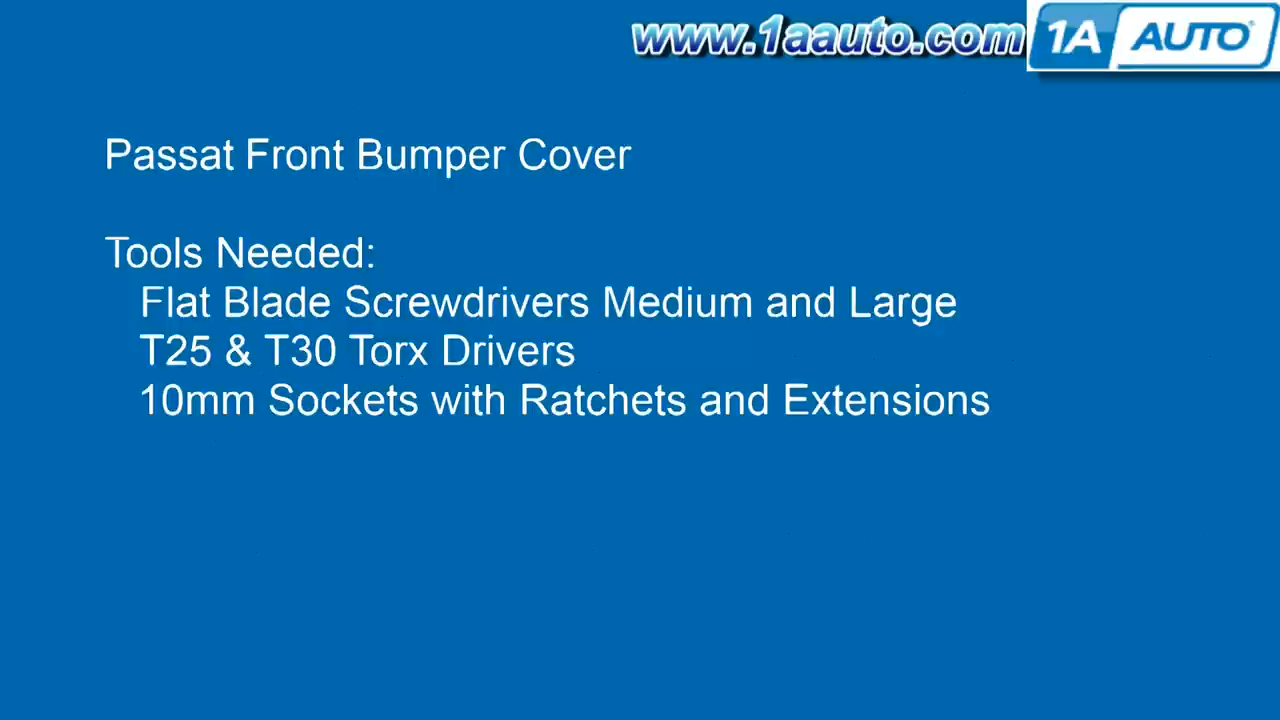 www.1aauto.com 1A AUTO
Passat Front Bumper Cover
Tools Needed:
Flat Blade Screwdrivers Medium and Large
T25 & T30 Torx Drivers
10mm Sockets with Ratchets and Extensions